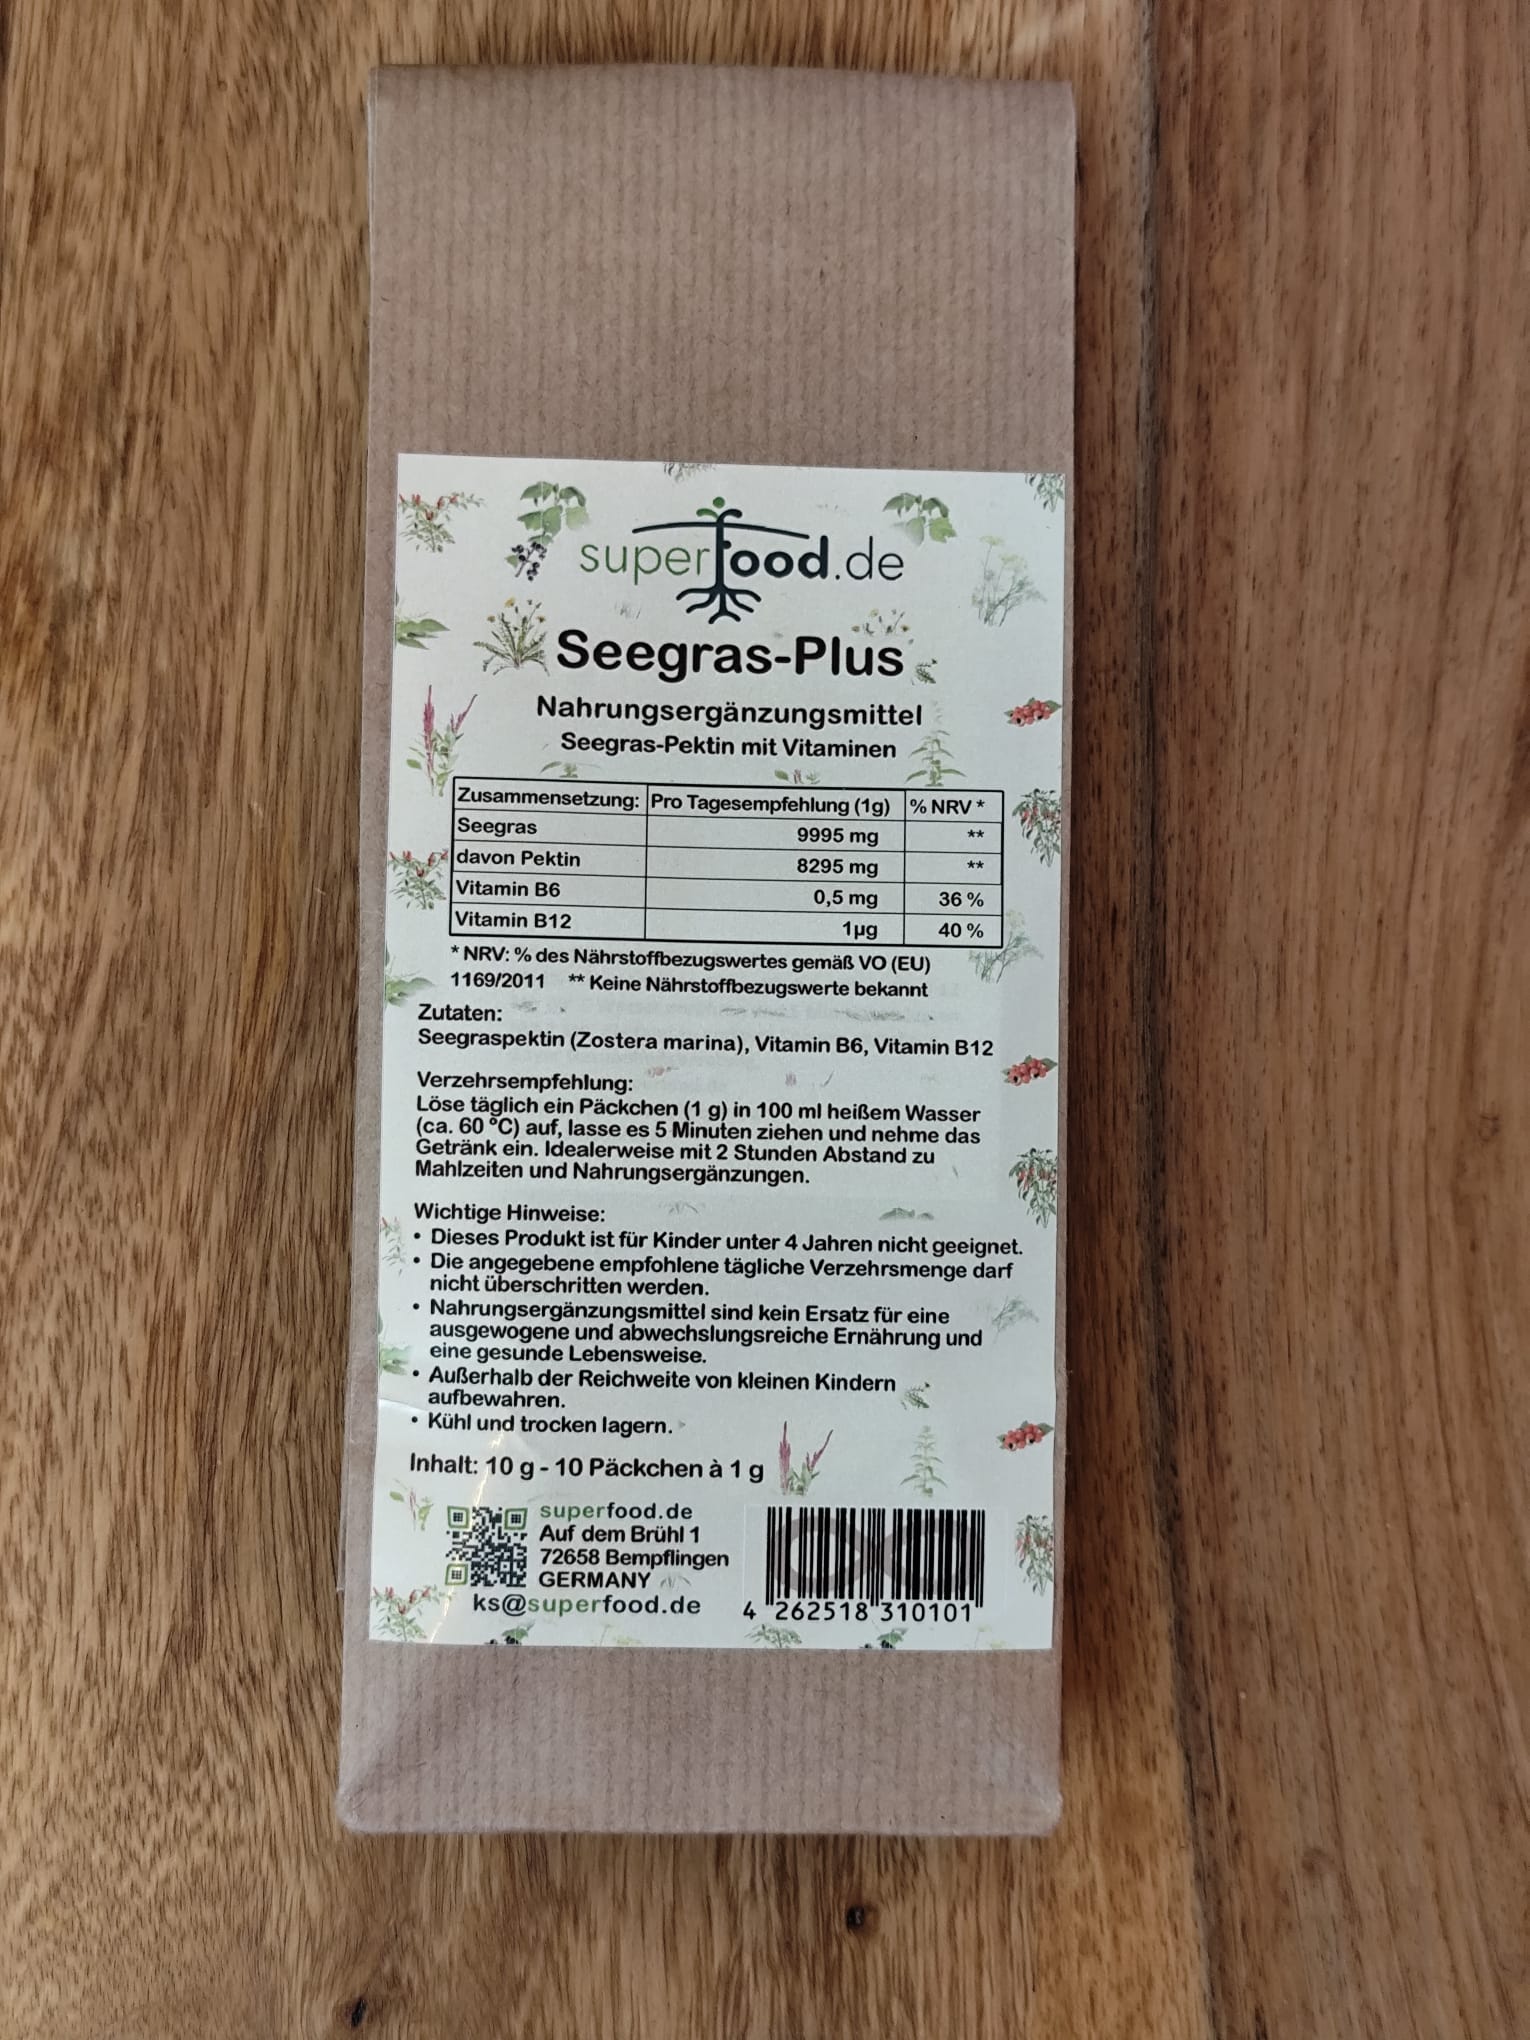 superfood.de
Seegras-Plus
Nahrungsergänzungsmittel
Seegras-Pektin mit Vitaminen
Zusammensetzung: Pro Tagesempfehlung (1g) % NRV *
Seegras 9995 mg **
davon Pektin 8295 mg **
Vitamin B6 0,5 mg 36 %
Vitamin B12 1µg 40 %
* NRV: % des Nährstoffbezugswertes gemäß VO (EU)
1169/2011 ** Keine Nährstoffbezugswerte bekannt
Zutaten:
Seegraspektin (Zostera marina), Vitamin B6, Vitamin B12
Verzehrsempfehlung:
Löse täglich ein Päckchen (1 g) in 100 ml heißem Wasser
(ca. 60 °C) auf, lasse es 5 Minuten ziehen und nehme das
Getränk ein. Idealerweise mit 2 Stunden Abstand zu
Mahlzeiten und Nahrungsergänzungen.
Wichtige Hinweise:
• Dieses Produkt ist für Kinder unter 4 Jahren nicht geeignet.
• Die angegebene empfohlene tägliche Verzehrsmenge darf
nicht überschritten werden.
• Nahrungsergänzungsmittel sind kein Ersatz für eine
ausgewogene und abwechslungsreiche Ernährung und
eine gesunde Lebensweise.
• Außerhalb der Reichweite von kleinen Kindern
aufbewahren.
• Kühl und trocken lagern.
Inhalt: 10 g - 10 Päckchen à 1 g
superfood.de
Auf dem Brühl 1
72658 Bempflingen
GERMANY
ks@superfood.de
4 262518 310101